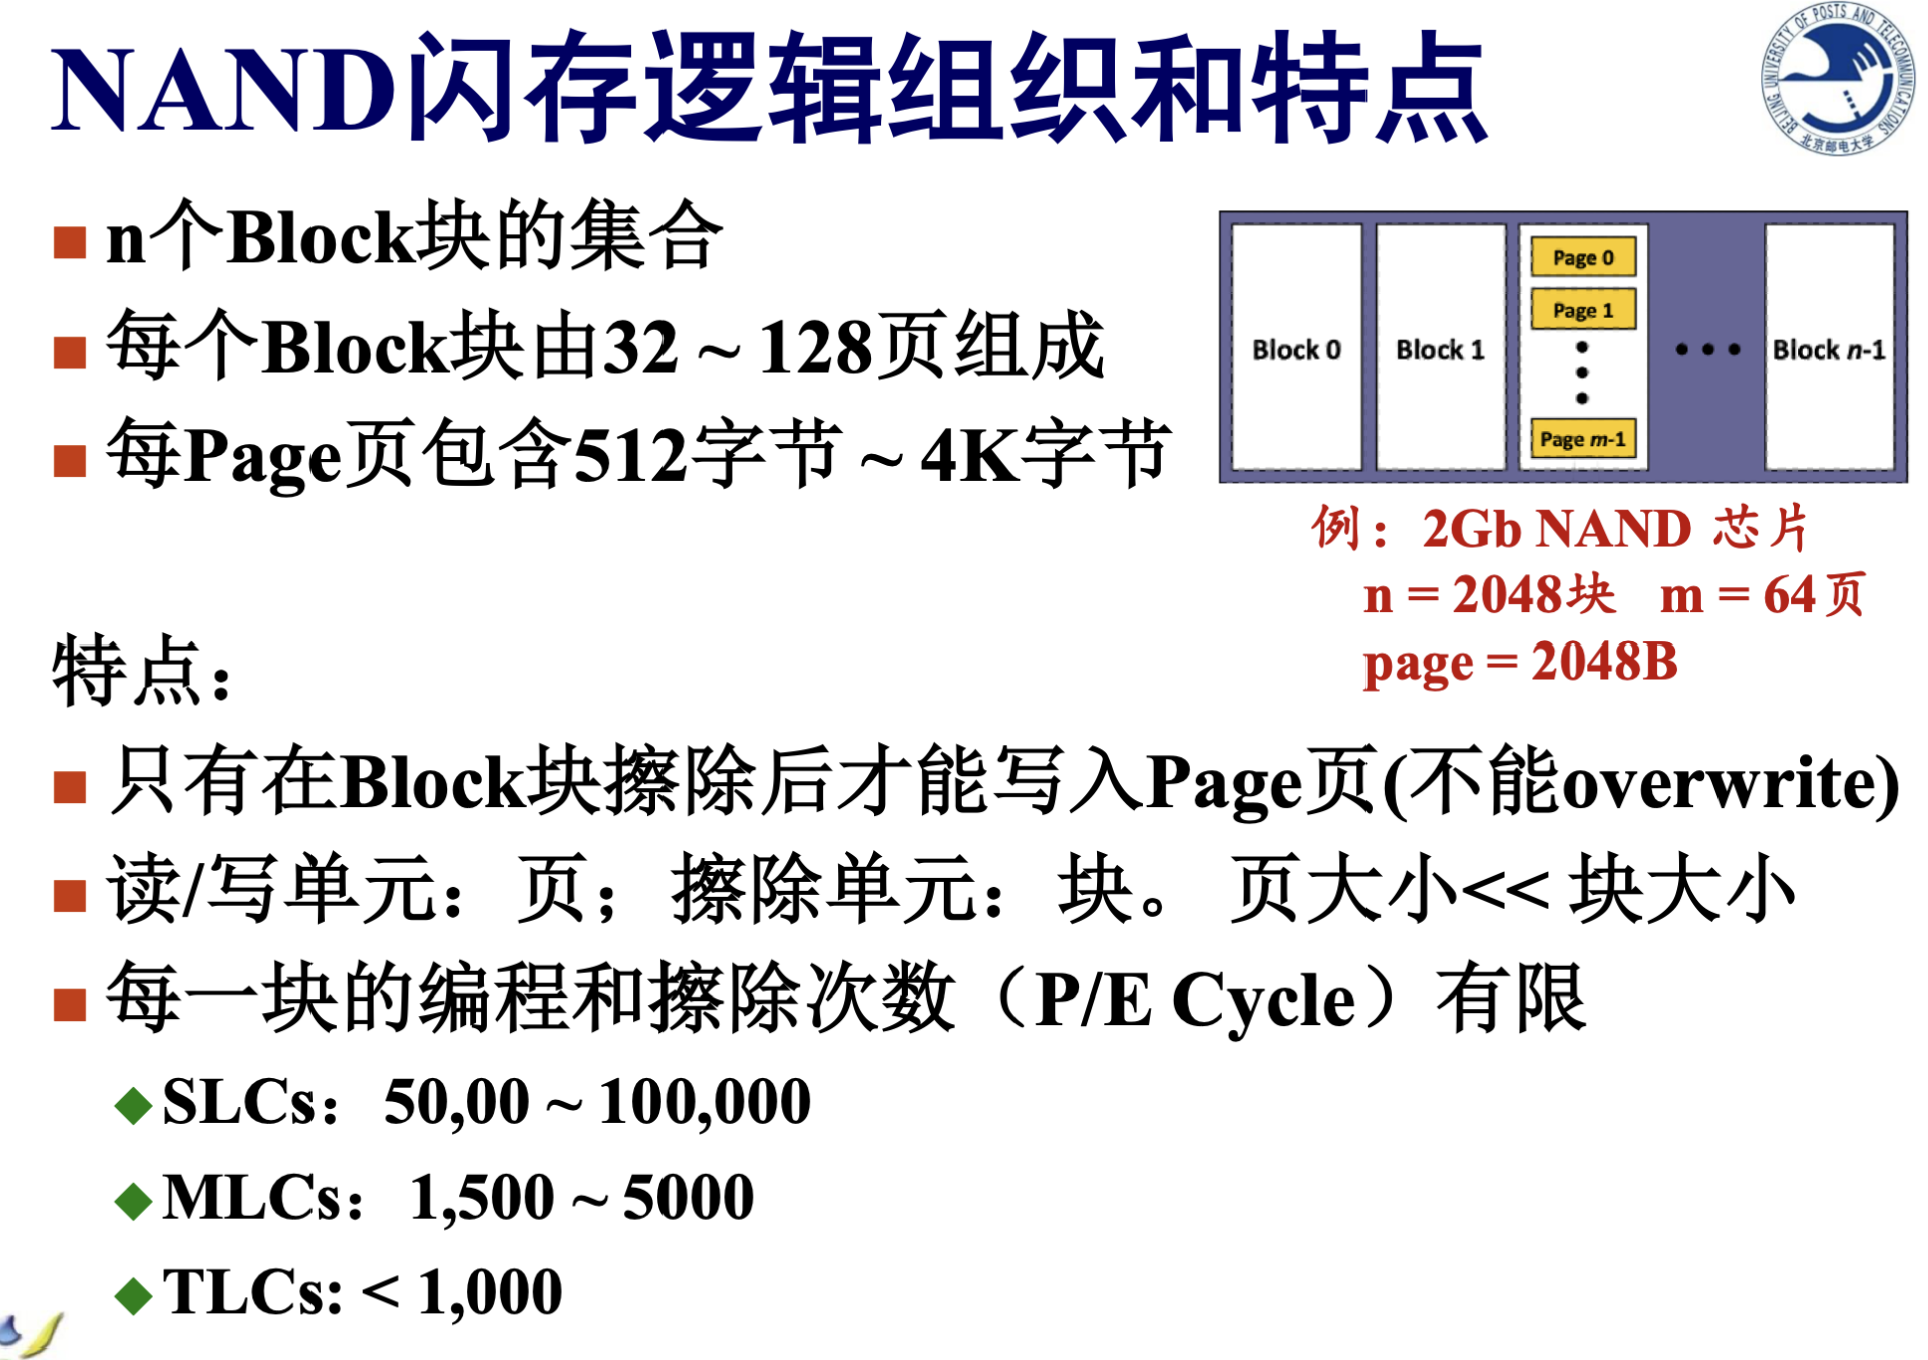 NAND闪存逻辑组织和特点
BEIJING UNIVERSITY OF POSTS AND TELECOMMUNICATIONS
北京邮电大学
n个Block块的集合
每个Block块由32 ~ 128页组成
每Page页包含512字节 ~ 4K字节
Block 0
Block 1
Page 0
Page 1
Page m-1
Block n-1
例：2Gb NAND 芯片
n = 2048块 m = 64页
page = 2048B
特点：
只有在Block块擦除后才能写入Page页(不能overwrite)
读/写单元：页；擦除单元：块。 页大小<< 块大小
每一块的编程和擦除次数（P/E Cycle）有限
SLCs： 50,00 ~ 100,000
MLCs： 1,500 ~ 5000
TLCs: < 1,000